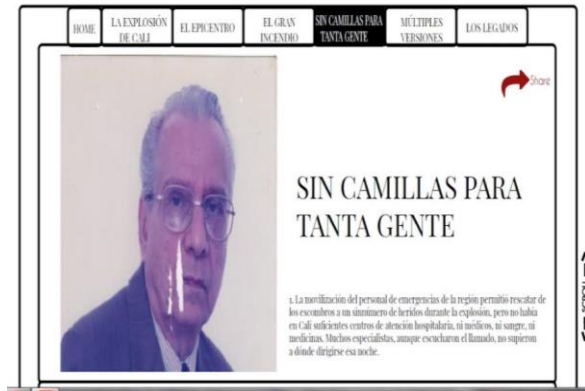 HOME
LA EXPLOSIÓN
DE CALI
EL EPICENTRO
EL GRAN
INCENDIO
SIN CAMILLAS PARA
TANTA GENTE
MÚLTIPLES
VERSIONES
LOS LEGADOS
Share
SIN CAMILLAS PARA
TANTA GENTE
1. La movilización del personal de emergencias de la región permitió rescatar de
los escombros a un sinnúmero de heridos durante la explosión, pero no había
en Cali suficientes centros de atención hospitalaria, ni médicos, ni sangre, ni
medicinas. Muchos especialistas, aunque escucharon el llamado, no supieron
a dónde dirigirse esa noche.